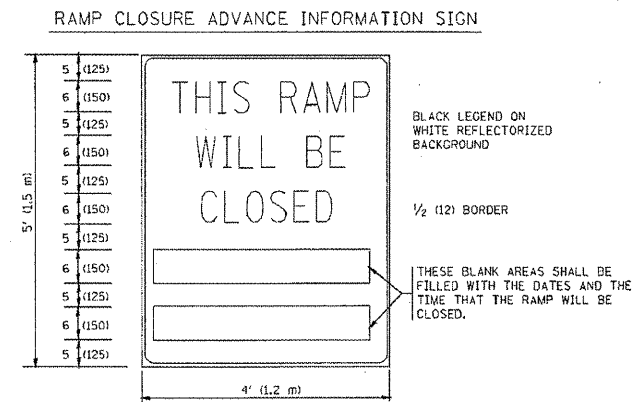 RAMP CLOSURE ADVANCE INFORMATION SIGN
5 (125)
6 (150)
5 (125)
6 (150)
5 (125)
6 (150)
5 (125)
6 (150)
5 (125)
6 (150)
5 (125)
5' (1.5 m)
THIS RAMP
WILL BE
CLOSED
4' (1.2 m)
BLACK LEGEND ON
WHITE REFLECTORIZED
BACKGROUND
1/2 (12) BORDER
THESE BLANK AREAS SHALL BE
FILLED WITH THE DATES AND THE
TIME THAT THE RAMP WILL BE
CLOSED.